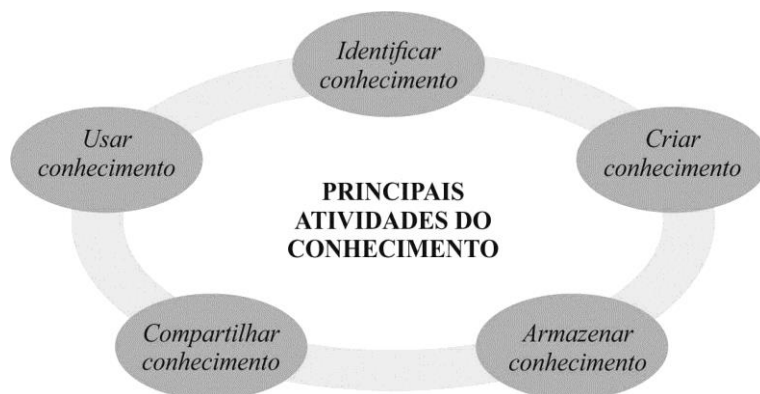 Identificar
conhecimento
Usar
conhecimento
Criar
conhecimento
PRINCIPAIS
ATIVIDADES DO
CONHECIMENTO
Compartilhar
conhecimento
Armazenar
conhecimento